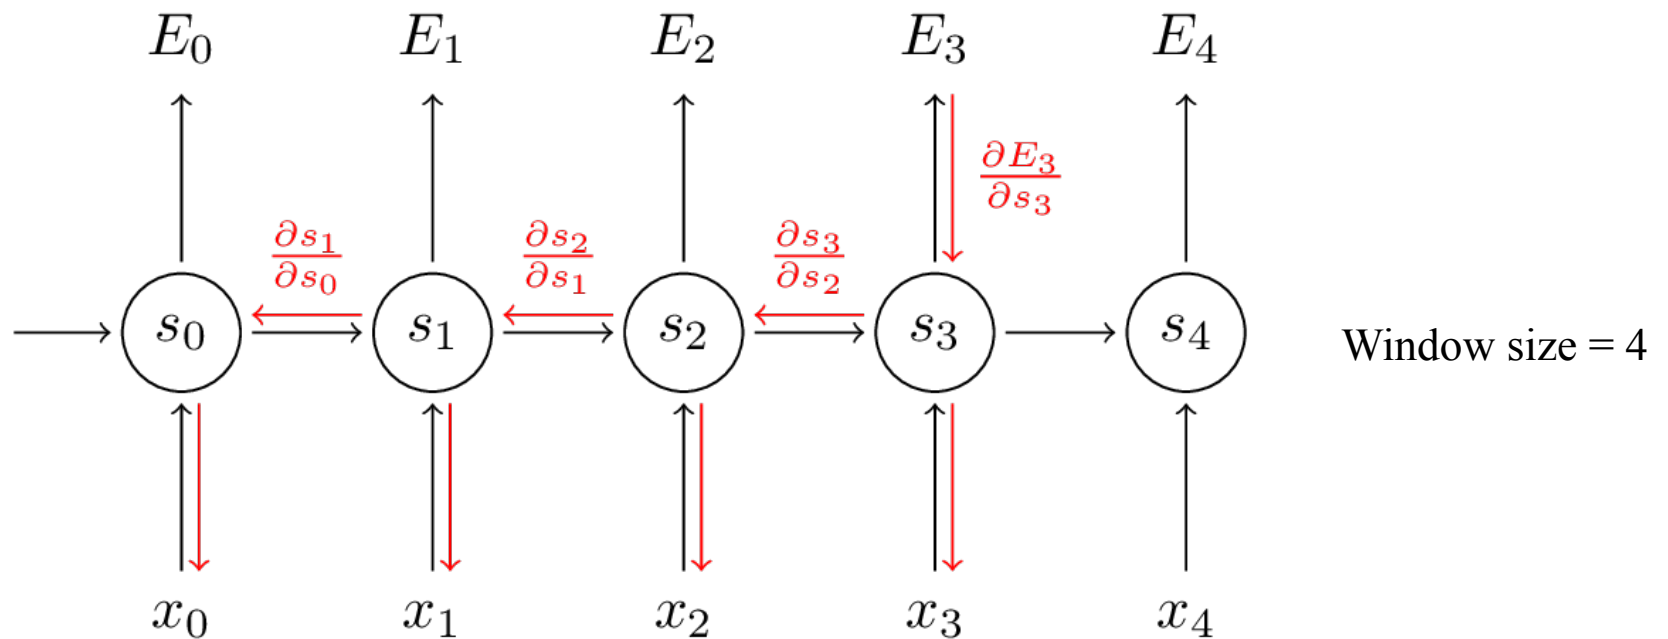 E₀ E₁ E₂ E₃ E₄
∂E₃/∂s₃
∂s₁/∂s₀ ∂s₂/∂s₁ ∂s₃/∂s₂
s₀ s₁ s₂ s₃ s₄ Window size = 4
x₀ x₁ x₂ x₃ x₄